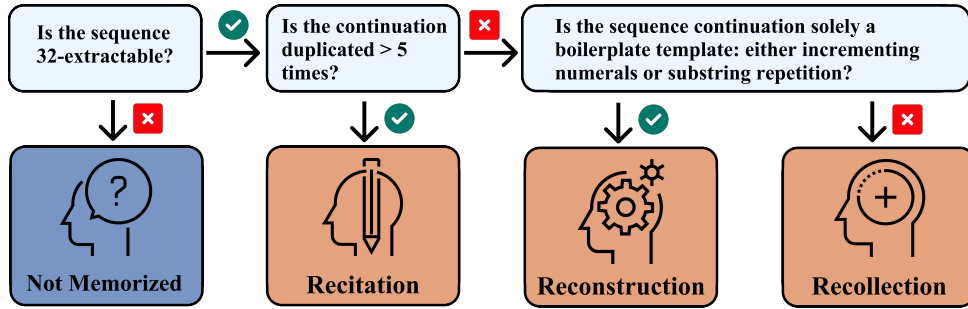 Is the sequence
32-extractable?
Is the continuation
duplicated > 5
times?
Is the sequence continuation solely a
boilerplate template: either incrementing
numerals or substring repetition?
?
Not Memorized
Recitation
Reconstruction
Recollection